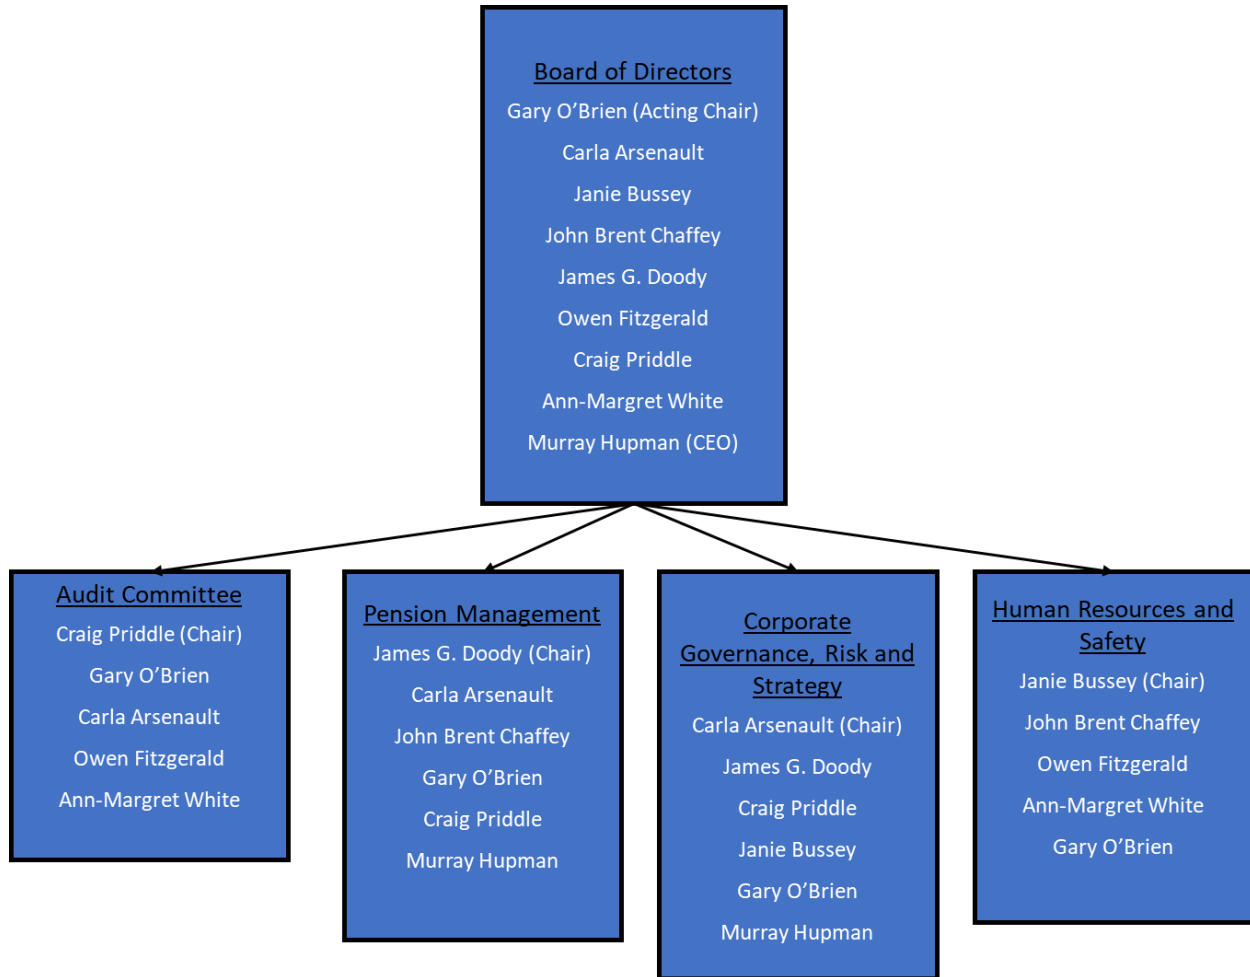 Board of Directors
Gary O’Brien (Acting Chair)
Carla Arsenault
Janie Bussey
John Brent Chaffey
James G. Doody
Owen Fitzgerald
Craig Priddle
Ann-Margret White
Murray Hupman (CEO)
Audit Committee
Craig Priddle (Chair)
Gary O’Brien
Carla Arsenault
Owen Fitzgerald
Ann-Margret White
Pension Management
James G. Doody (Chair)
Carla Arsenault
John Brent Chaffey
Gary O’Brien
Craig Priddle
Murray Hupman
Corporate
Governance, Risk and
Strategy
Carla Arsenault (Chair)
James G. Doody
Craig Priddle
Janie Bussey
Gary O’Brien
Murray Hupman
Human Resources and
Safety
Janie Bussey (Chair)
John Brent Chaffey
Owen Fitzgerald
Ann-Margret White
Gary O’Brien